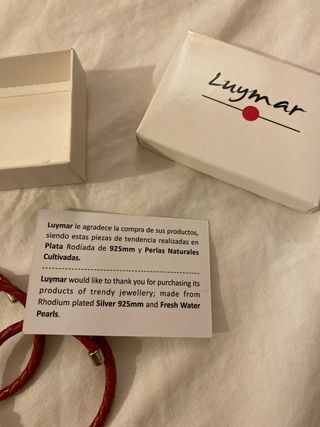 Luymar
Luymar le agradece la compra de sus productos,
siendo estas piezas de tendencia realizadas en
Plata Rodiada de 925mm y Perlas Naturales
Cultivadas.
Luymar would like to thank you for purchasing its
products of trendy jewellery; made from
Rhodium plated Silver 925mm and Fresh Water
Pearls.